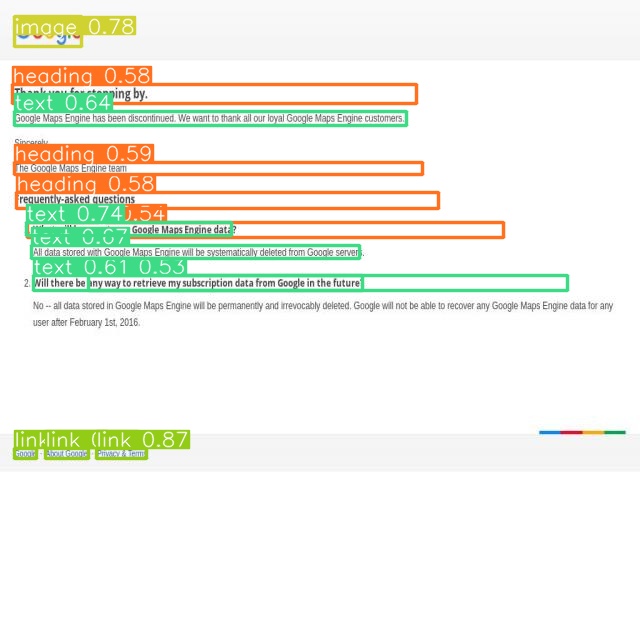 image 0.78
Google
heading 0.58
Thank you for stopping by.
text 0.64
Google Maps Engine has been discontinued. We want to thank all our loyal Google Maps Engine customers.
Sincerely
heading 0.59
The Google Maps Engine team
heading 0.58
Frequently-asked questions
text 0.74 0.54
Google Maps Engine data?
text 0.67
All data stored with Google Maps Engine will be systematically deleted from Google servers.
text 0.61 0.53
2. Will there be any way to retrieve my subscription data from Google in the future
No -- all data stored in Google Maps Engine will be permanently and irrevocably deleted. Google will not be able to recover any Google Maps Engine data for any
user after February 1st, 2016.
link link link 0.87
Google - About Google - Privacy & Terms